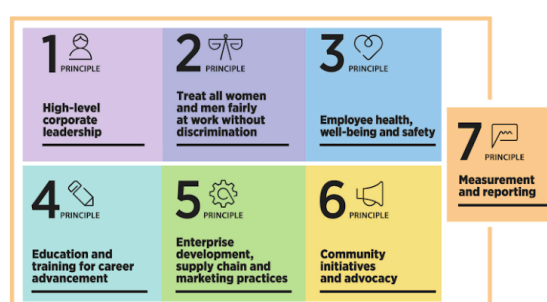 1 PRINCIPLE
High-level
corporate
leadership
2 PRINCIPLE
Treat all women
and men fairly
at work without
discrimination
3 PRINCIPLE
Employee health,
well-being and safety
4 PRINCIPLE
Education and
training for career
advancement
5 PRINCIPLE
Enterprise
development,
supply chain and
marketing practices
6 PRINCIPLE
Community
initiatives
and advocacy
7 PRINCIPLE
Measurement
and reporting